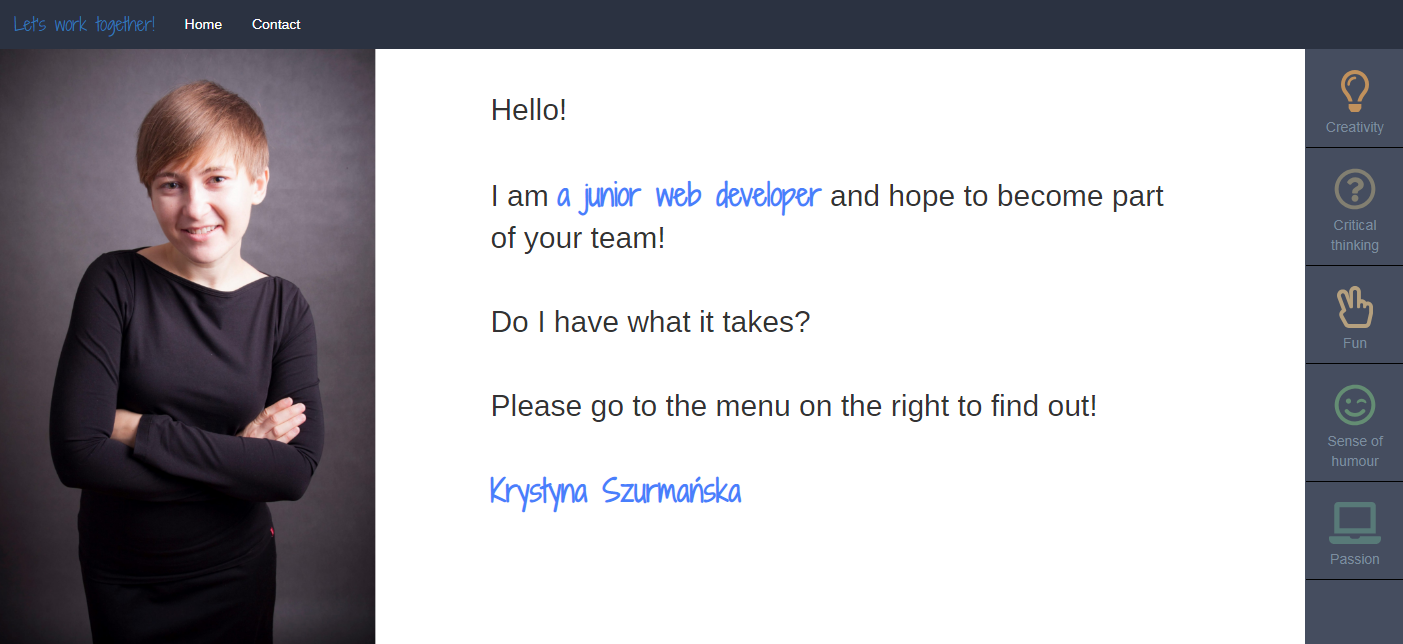 Let's work together! Home Contact
Hello!
I am a junior web developer and hope to become part
of your team!
Do I have what it takes?
Please go to the menu on the right to find out!
Krystyna Szurmańska
Creativity
Critical
thinking
Fun
Sense of
humour
Passion